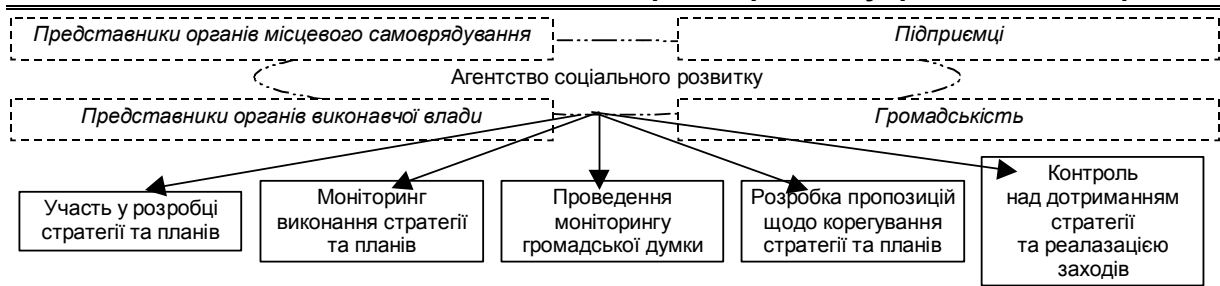 Представники органів місцевого самоврядування
Підприємці
Агентство соціального розвитку
Представники органів виконавчої влади
Громадськість
Участь у розробці
стратегії та планів
Моніторинг
виконання стратегії
та планів
Проведення
моніторингу
громадської думки
Розробка пропозицій
щодо корегування
стратегії та планів
Контроль
над дотриманням
стратегії
та реалазацією
заходів